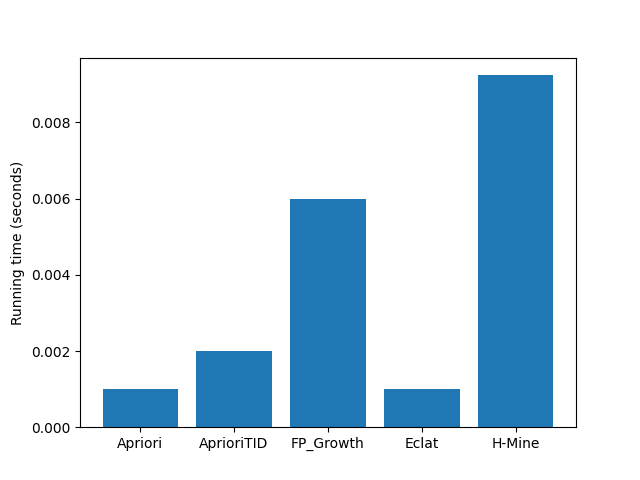 Running time (seconds)
0.008
0.006
0.004
0.002
0.000
Apriori AprioriTID FP_Growth Eclat H-Mine